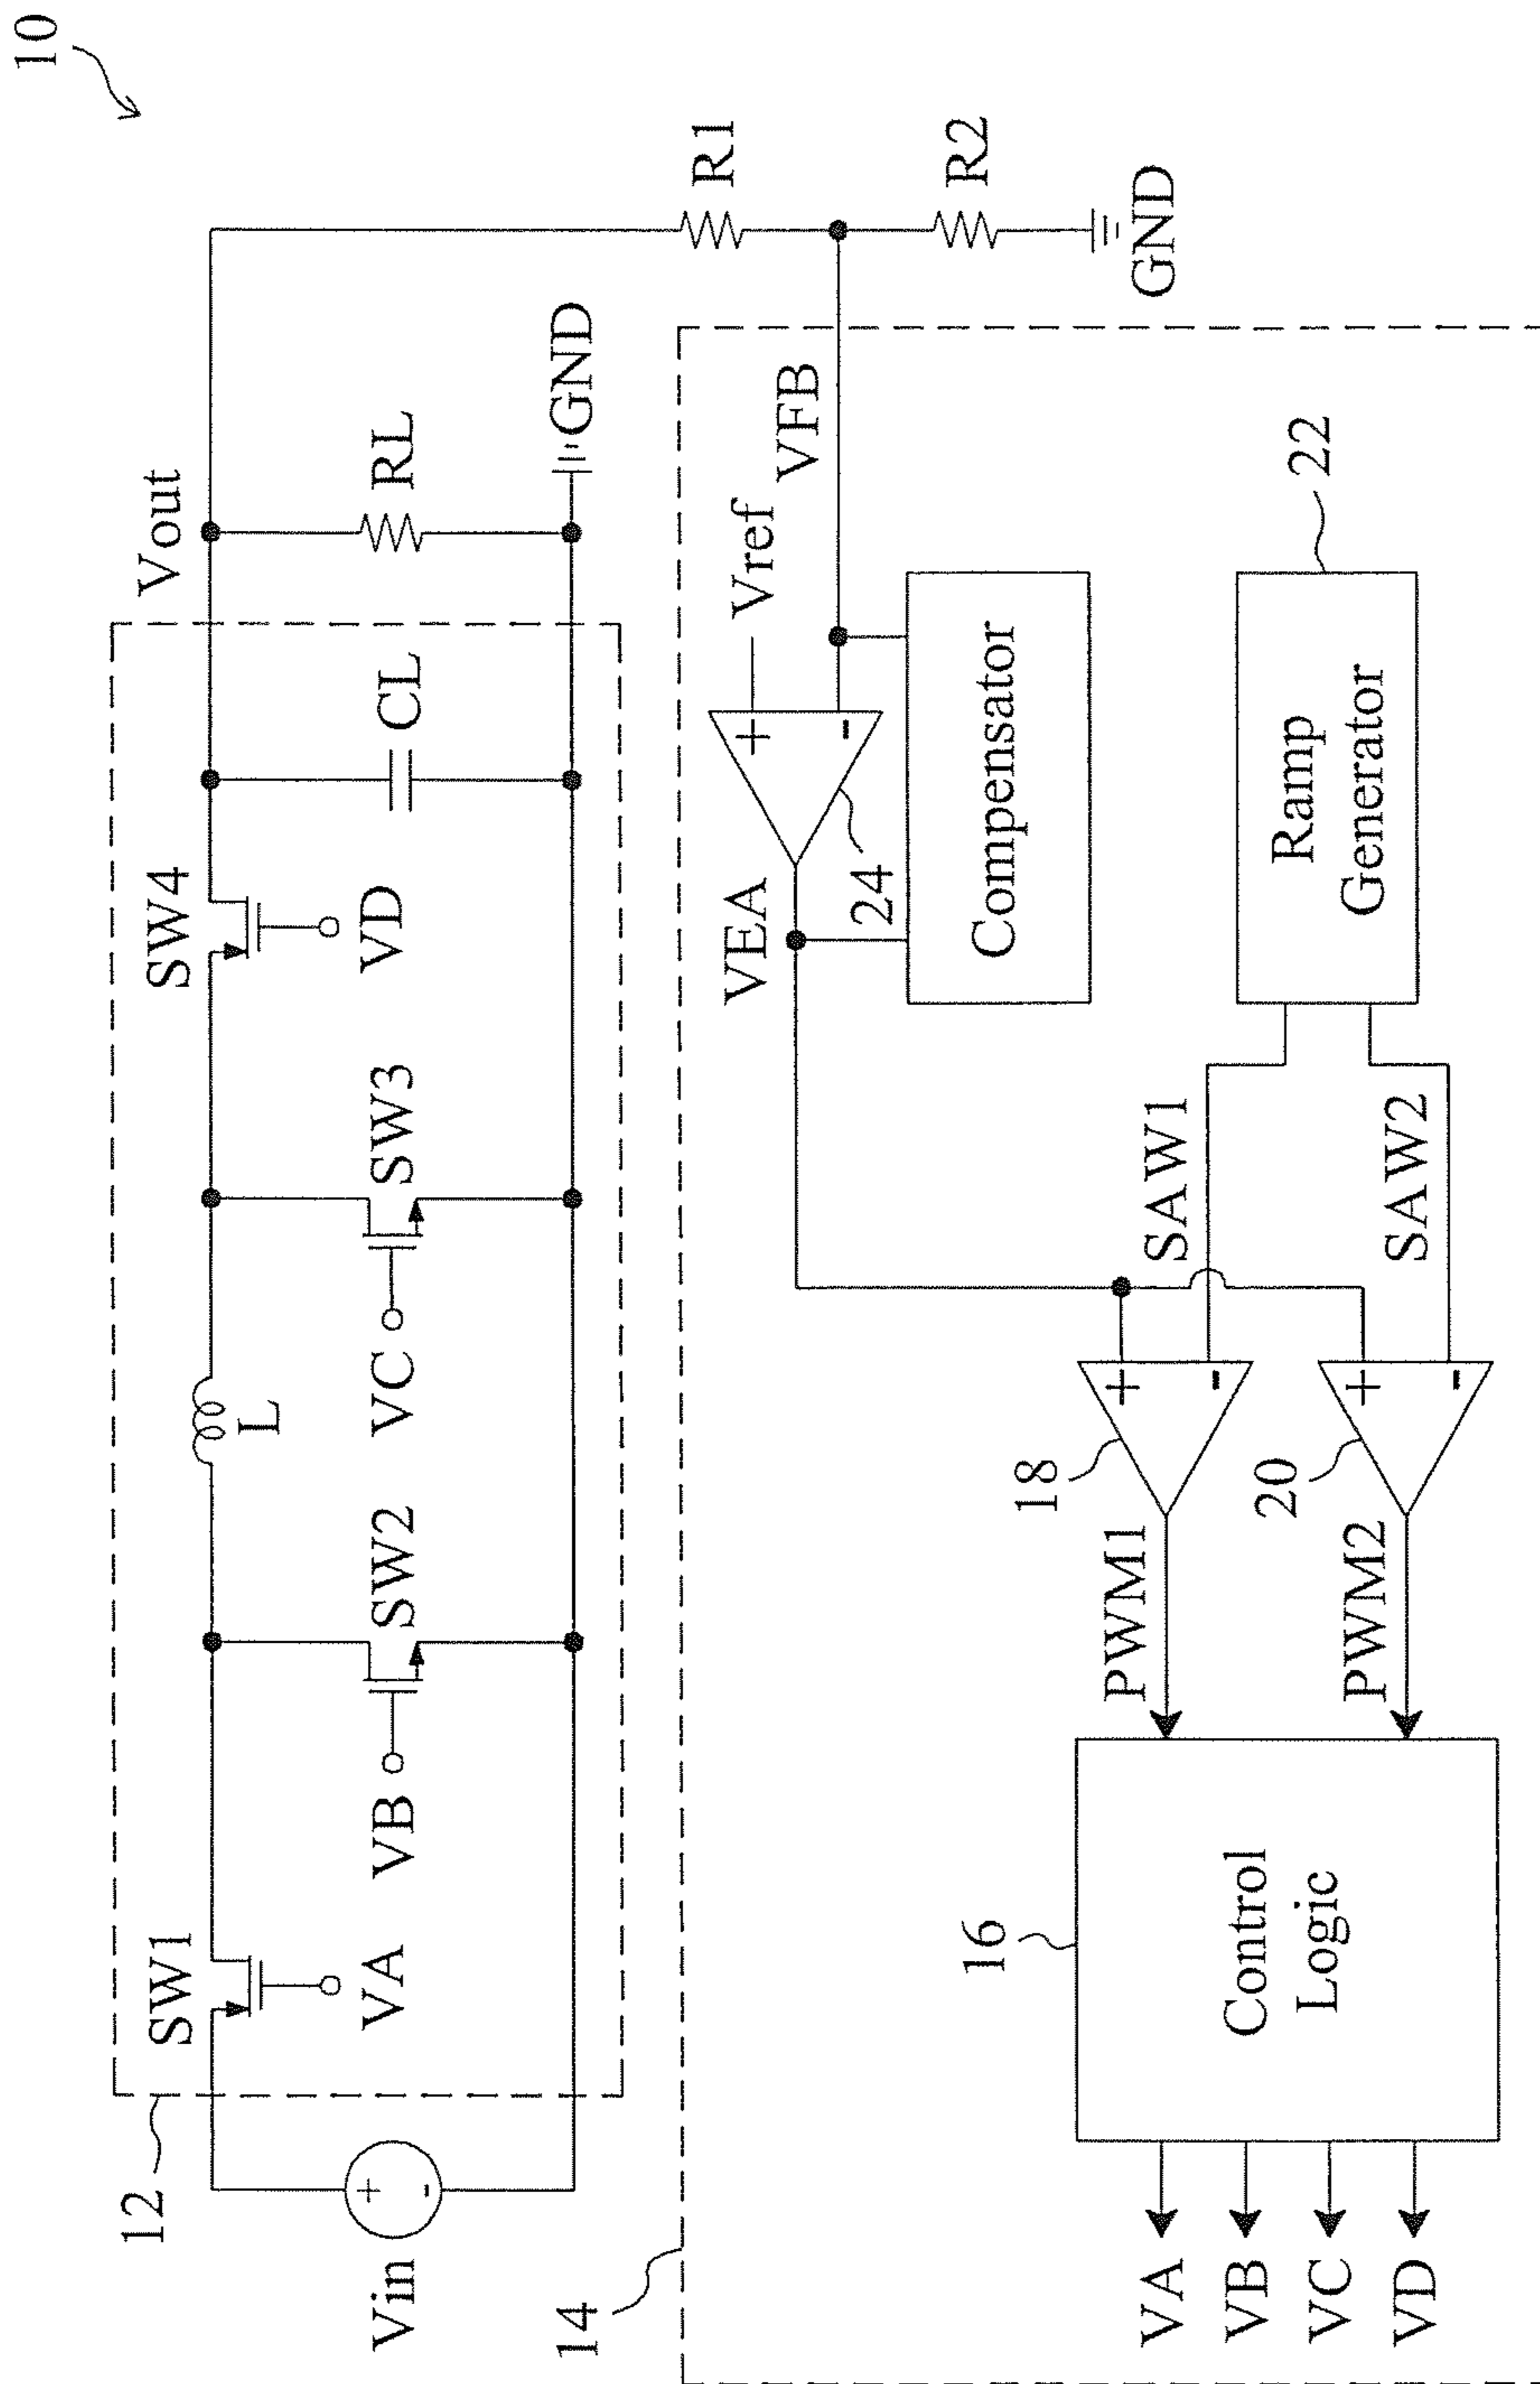 10
12
Vin
SW1
VA
VB
SW2
L
VC
SW3
SW4
VD
CL
Vout
RL
GND
R1
R2
GND
14
VFB
Vref
+
-
24
VEA
Compensator
22
Ramp
Generator
SAW1
SAW2
+
-
18
+
-
20
PWM1
PWM2
16
Control
Logic
VA
VB
VC
VD
+
-